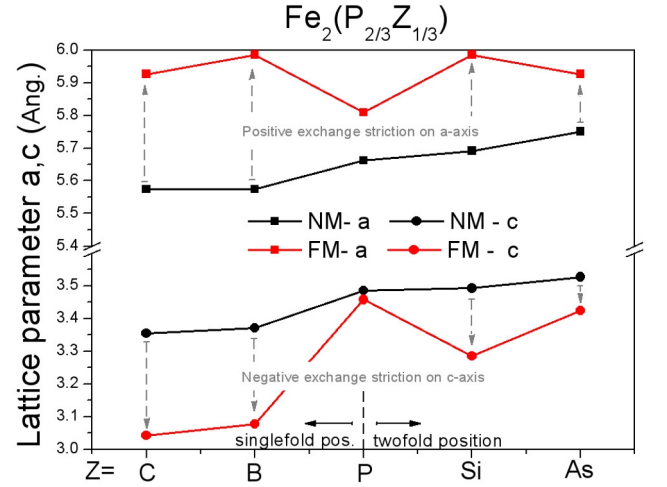 Fe2(P2/3Z1/3)
Lattice parameter a,c (Ang.)
6.0
5.9
5.8
5.7
5.6
5.5
5.4
3.5
3.4
3.3
3.2
3.1
3.0
Positive exchange striction on a-axis
NM- a
NM - c
FM- a
FM - c
Negative exchange striction on c-axis
singlefold pos.
twofold position
Z=
C
B
P
Si
As